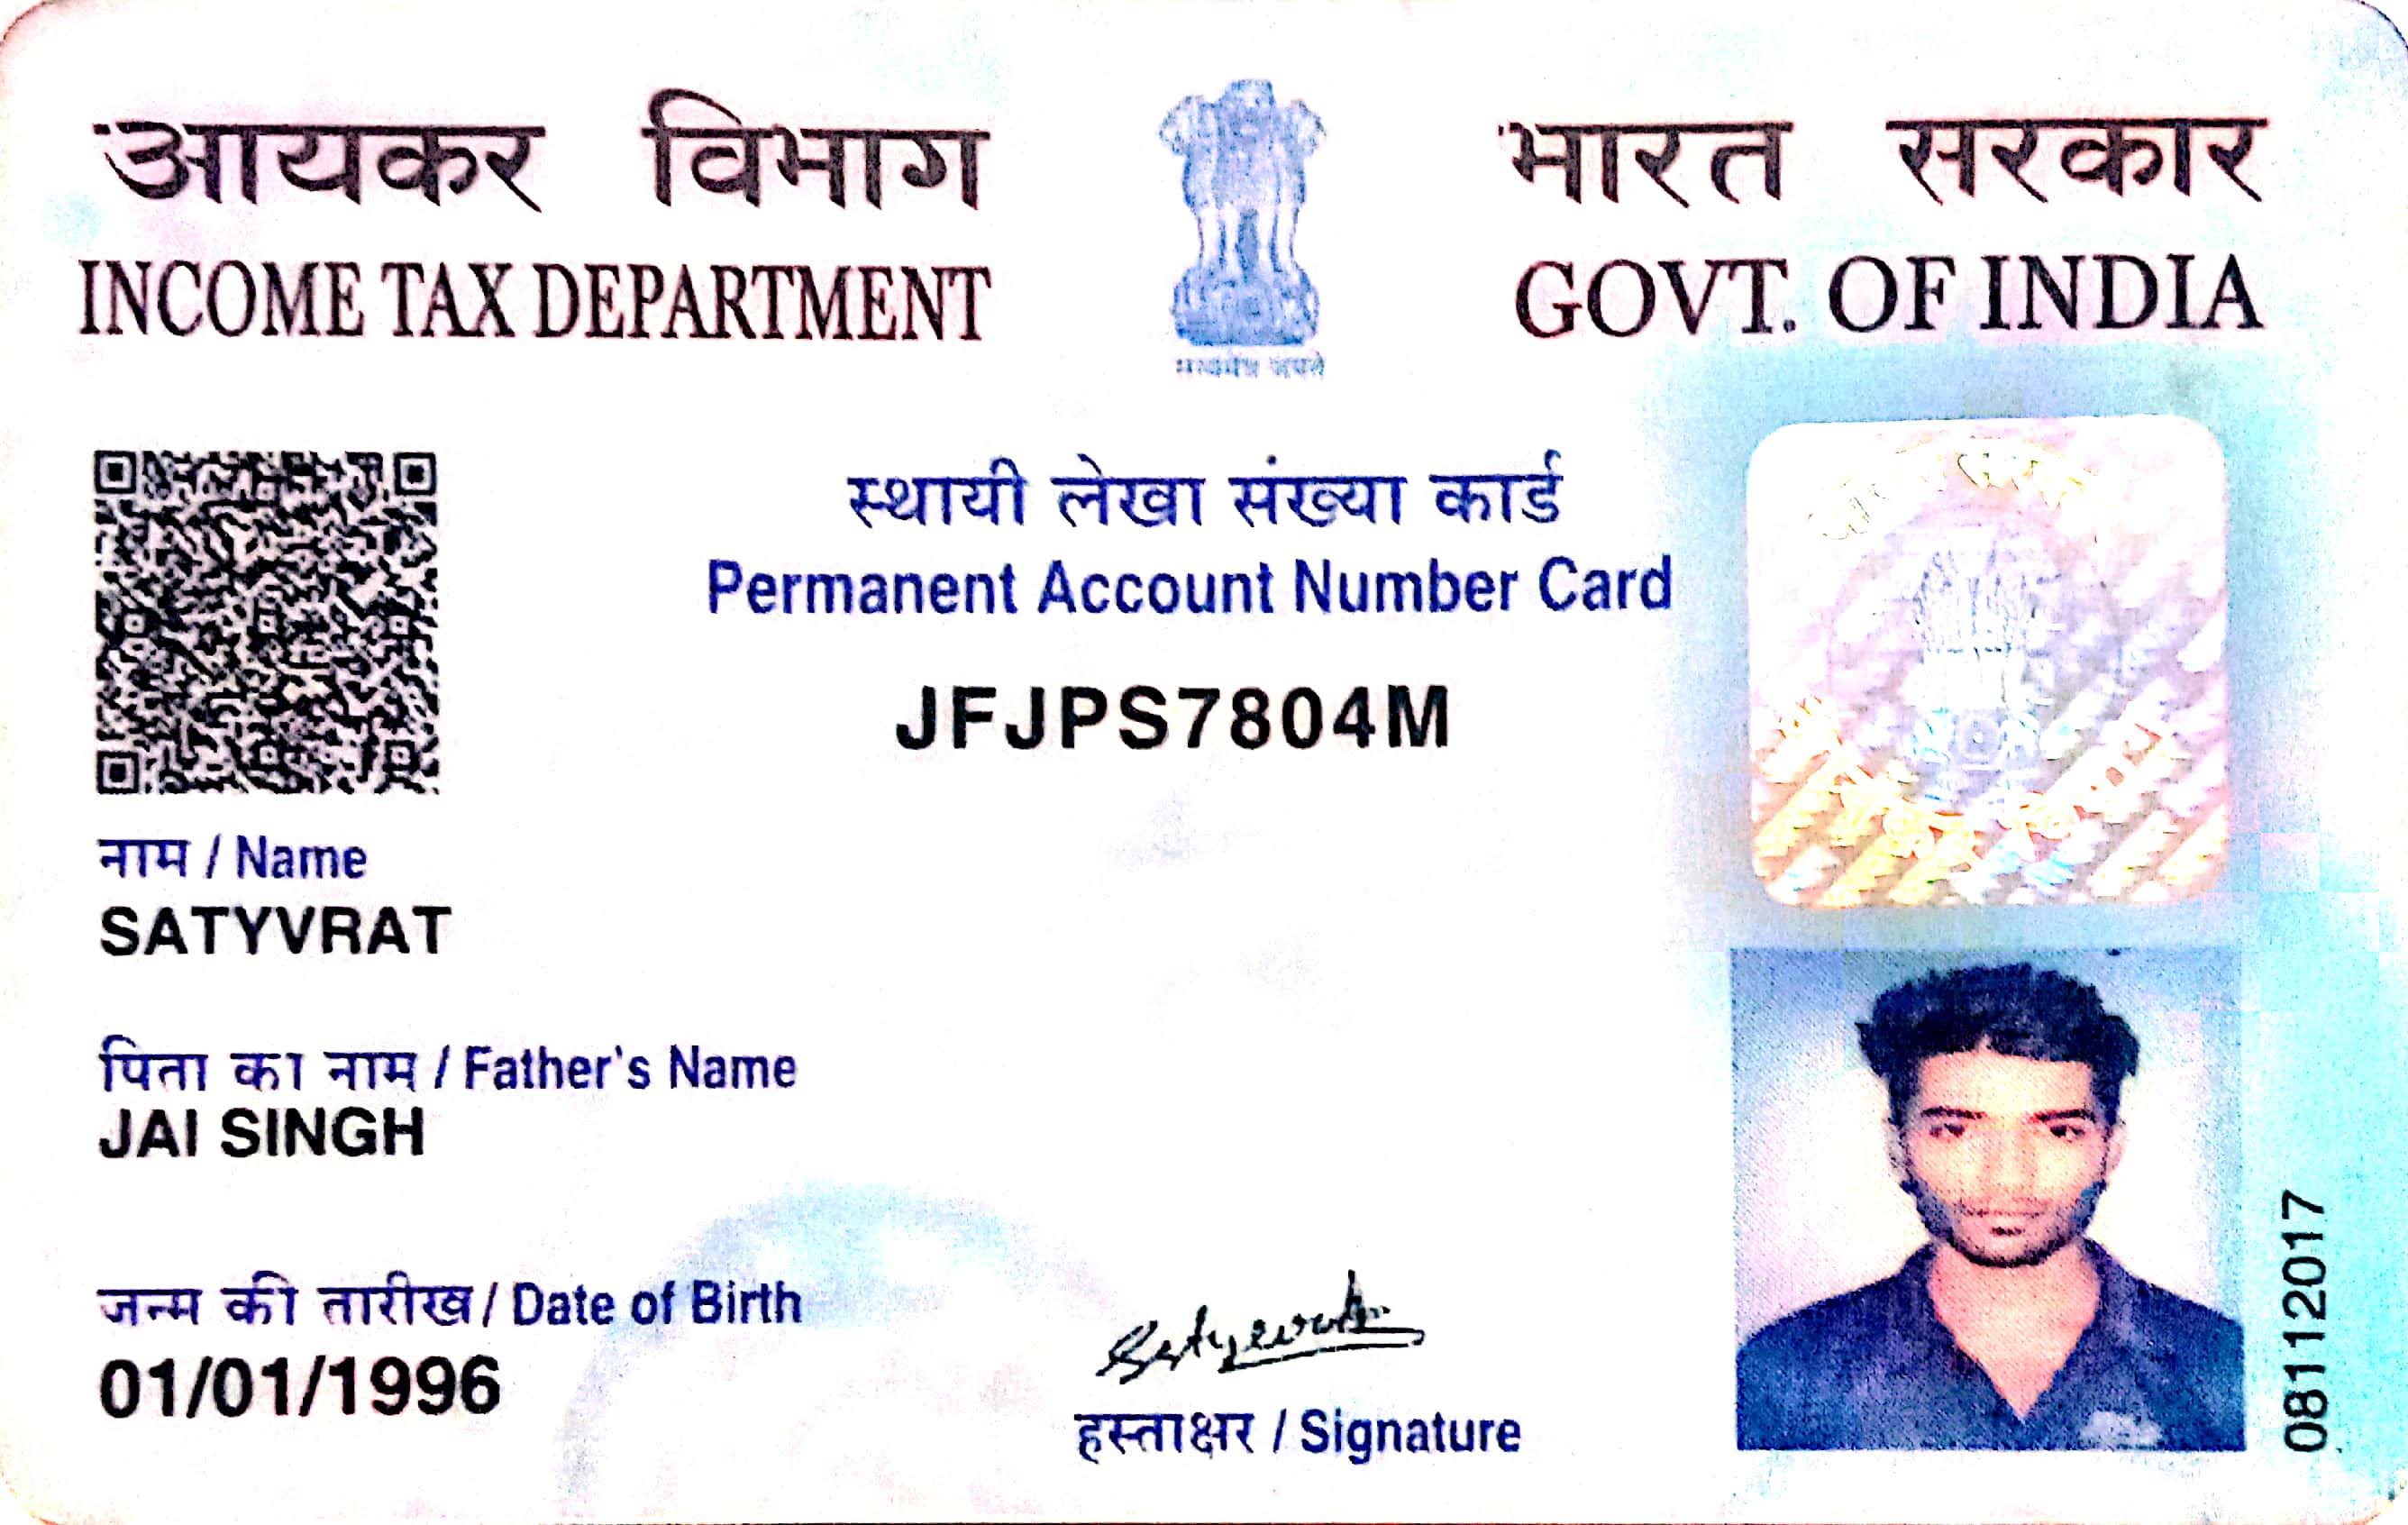 आयकर विभाग
INCOME TAX DEPARTMENT
सत्यमेव जयते
भारत सरकार
GOVT. OF INDIA
स्थायी लेखा संख्या कार्ड
Permanent Account Number Card
JFJPS7804M
नाम / Name
SATYVRAT
पिता का नाम / Father's Name
JAI SINGH
जन्म की तारीख / Date of Birth
01/01/1996
हस्ताक्षर / Signature
08112017